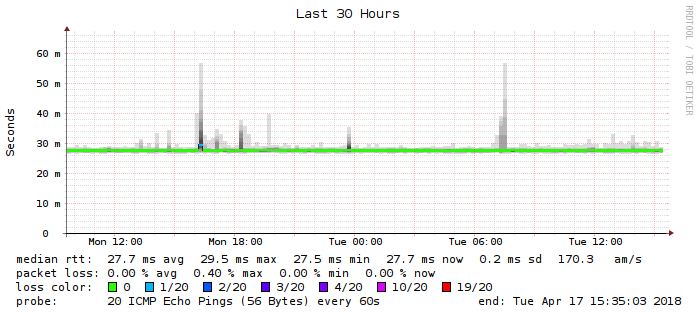 Last 30 Hours
RRDTOOL / TOBI OETIKER
Seconds
60 m
50 m
40 m
30 m
20 m
10 m
0
Mon 12:00 Mon 18:00 Tue 00:00 Tue 06:00 Tue 12:00
median rtt: 27.7 ms avg 29.5 ms max 27.5 ms min 27.7 ms now 0.2 ms sd 170.3 am/s
packet loss: 0.00 % avg 0.40 % max 0.00 % min 0.00 % now
loss color: 0 1/20 2/20 3/20 4/20 10/20 19/20
probe: 20 ICMP Echo Pings (56 Bytes) every 60s end: Tue Apr 17 15:35:03 2018